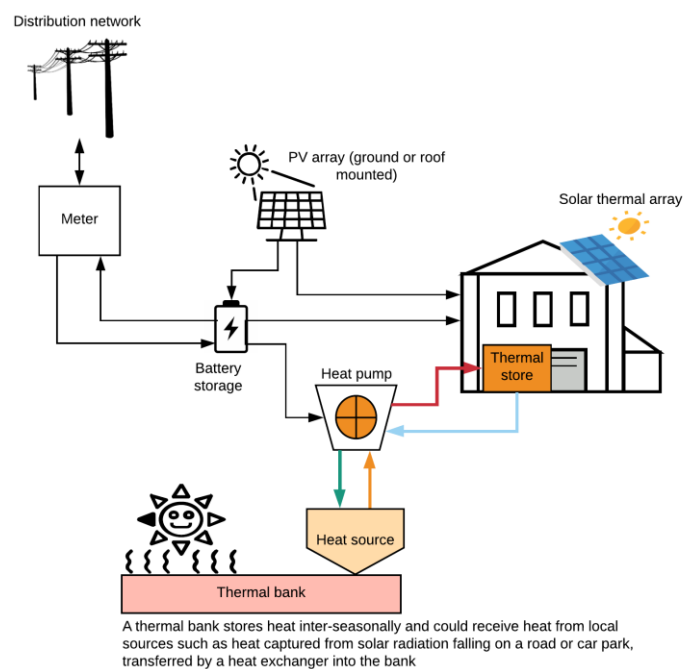 Distribution network
PV array (ground or roof
mounted)
Solar thermal array
Meter
Battery
storage
Heat pump
Thermal
store
Heat source
Thermal bank
A thermal bank stores heat inter-seasonally and could receive heat from local
sources such as heat captured from solar radiation falling on a road or car park,
transferred by a heat exchanger into the bank